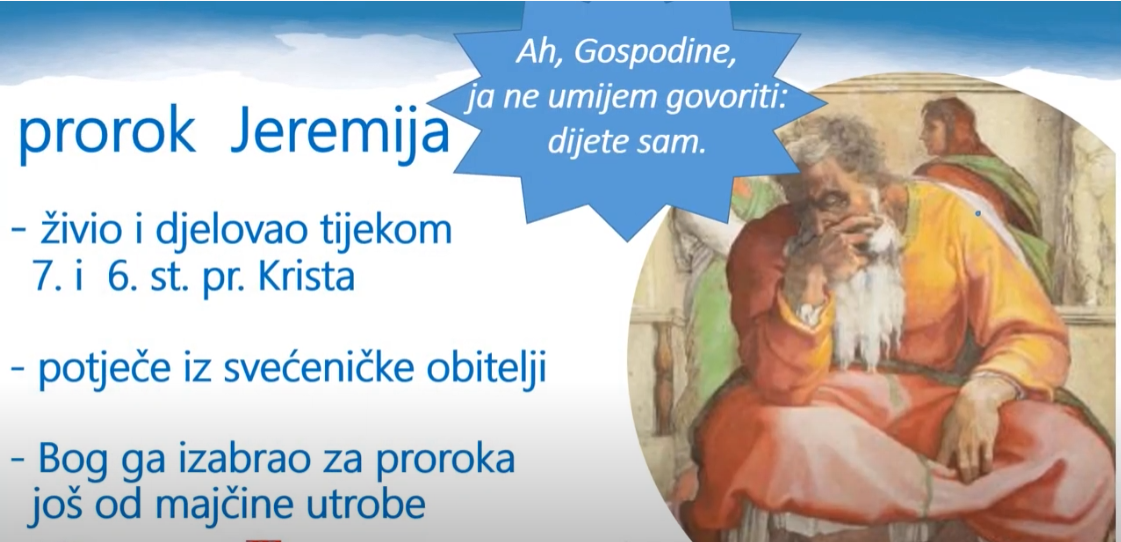 Ah, Gospodine,
ja ne umijem govoriti:
dijete sam.
prorok Jeremija
- živio i djelovao tijekom
7. i 6. st. pr. Krista
- potječe iz svećeničke obitelji
- Bog ga izabrao za proroka
još od majčine utrobe